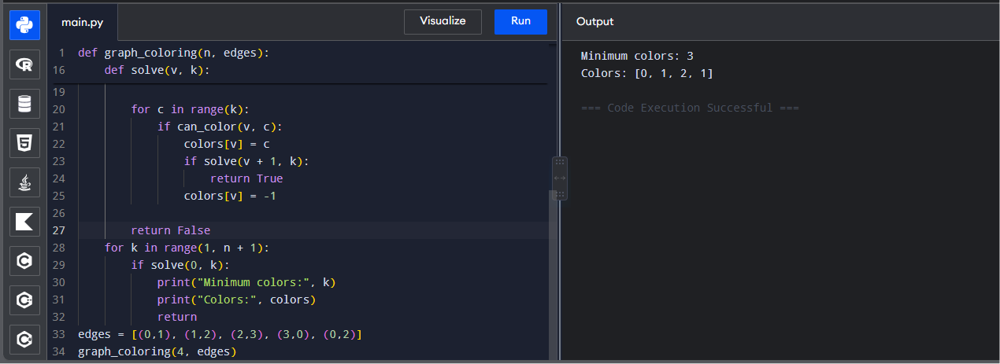 main.py
Visualize
Run
Output
1 def graph_coloring(n, edges):
16     def solve(v, k):
19
20         for c in range(k):
21             if can_color(v, c):
22                 colors[v] = c
23                 if solve(v + 1, k):
24                     return True
25                 colors[v] = -1
26
27         return False
28     for k in range(1, n + 1):
29         if solve(0, k):
30             print("Minimum colors:", k)
31             print("Colors:", colors)
32             return
33 edges = [(0,1), (1,2), (2,3), (3,0), (0,2)]
34 graph_coloring(4, edges)
Minimum colors: 3
Colors: [0, 1, 2, 1]
=== Code Execution Successful ===